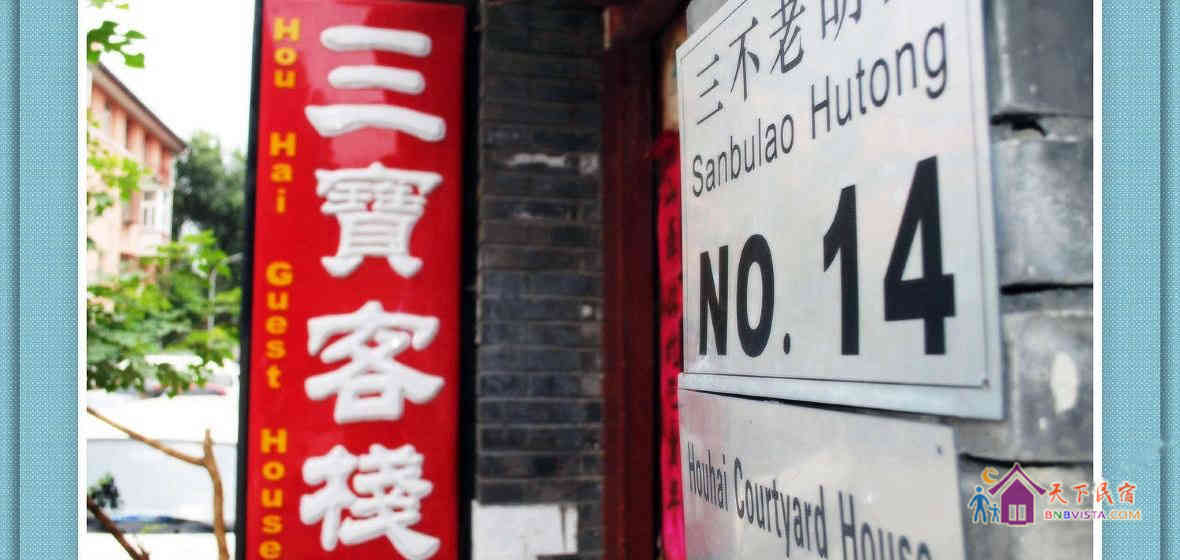 Hou Hai Guest House
三寶客棧
三不老胡
Sanbulao Hutong
NO. 14
Houhai Courtyard House
天下民宿
BNBVISTA.COM